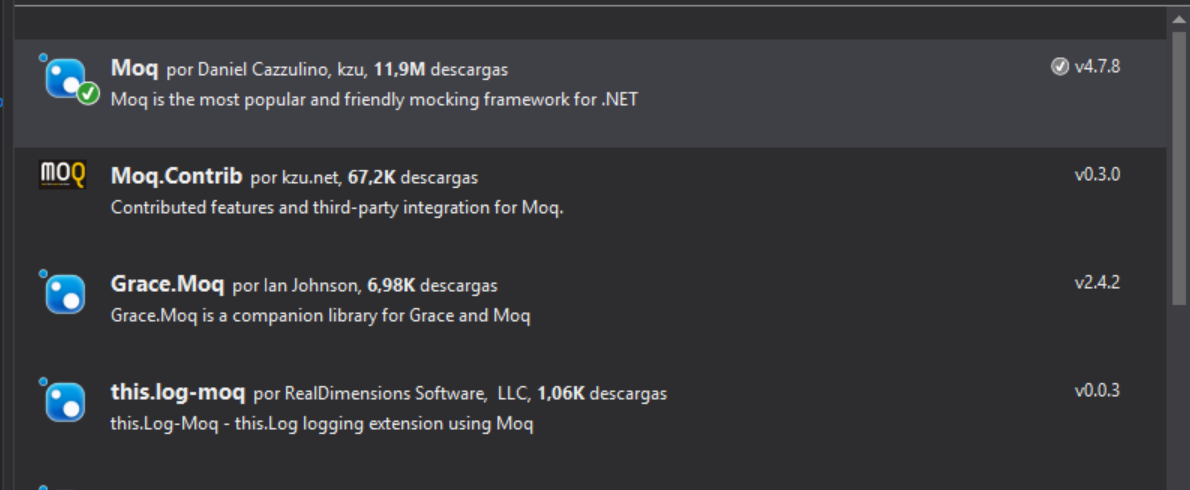 Moq por Daniel Cazzulino, kzu, 11,9M descargas v4.7.8
Moq is the most popular and friendly mocking framework for .NET
MOQ Moq.Contrib por kzu.net, 67,2K descargas v0.3.0
Contributed features and third-party integration for Moq.
Grace.Moq por Ian Johnson, 6,98K descargas v2.4.2
Grace.Moq is a companion library for Grace and Moq
this.log-moq por RealDimensions Software, LLC, 1,06K descargas v0.0.3
this.Log-Moq - this.Log logging extension using Moq